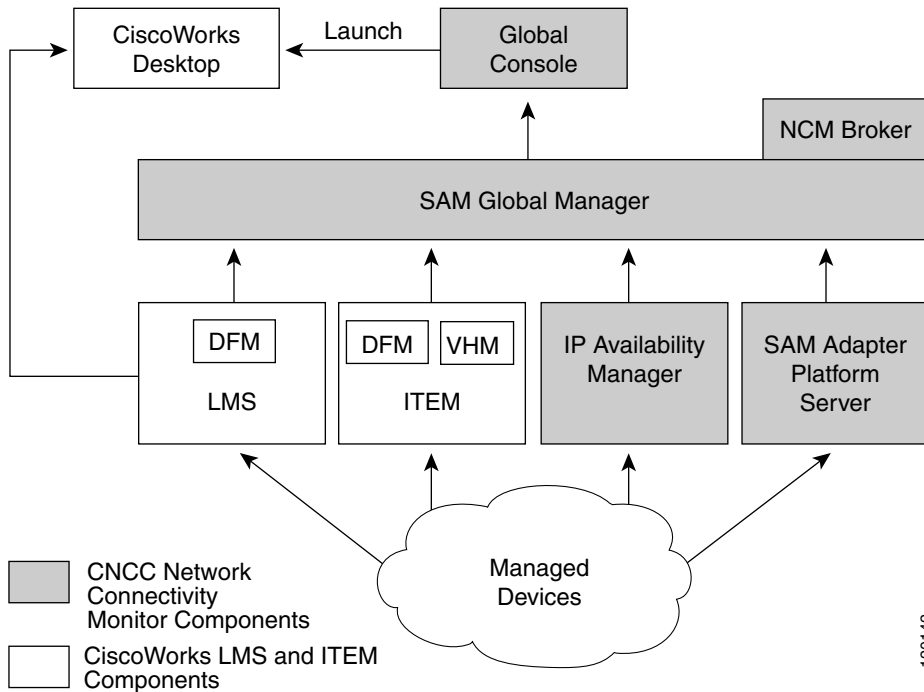 CiscoWorks
Desktop
Launch
Global
Console
NCM Broker
SAM Global Manager
DFM
LMS
DFM
VHM
ITEM
IP Availability
Manager
SAM Adapter
Platform
Server
Managed
Devices
CNCC Network
Connectivity
Monitor Components
CiscoWorks LMS and ITEM
Components